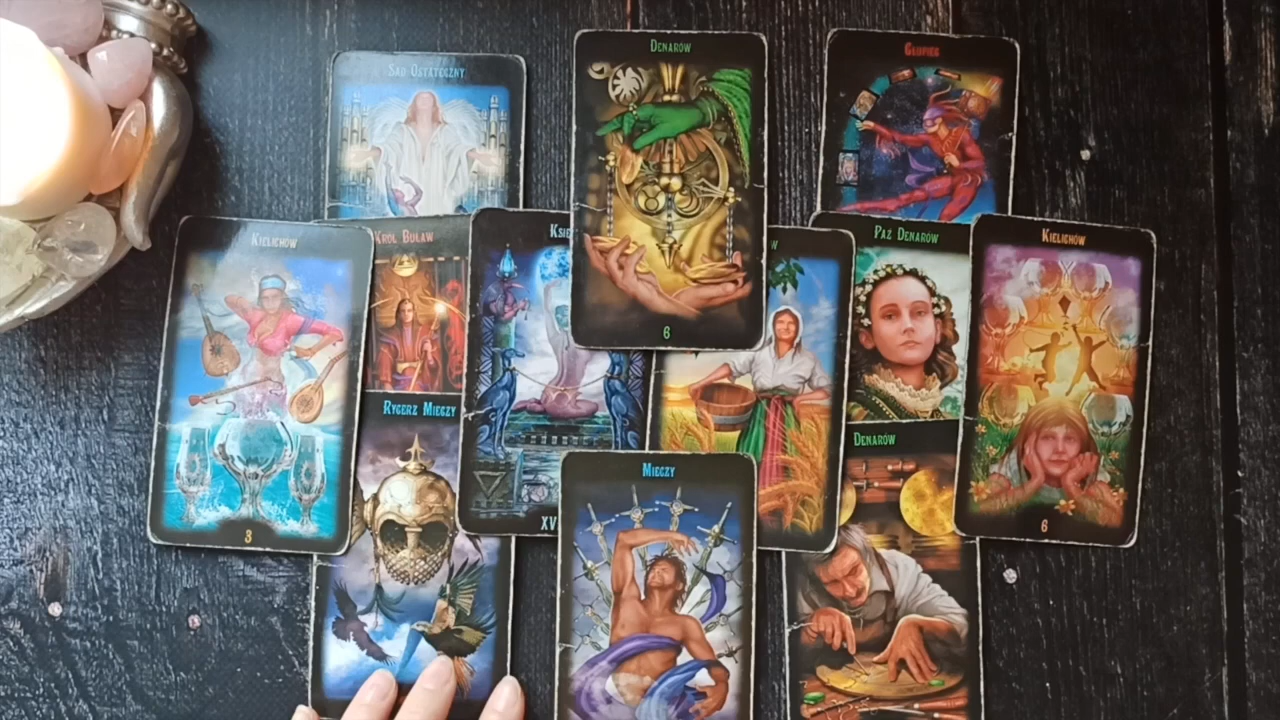 Sąd Ostateczny
Denarów
6
Głupiec
Kielichów
3
Król Buław
Rycerz Mieczy
XV
Mieczy
Paź Denarów
Denarów
Kielichów
6